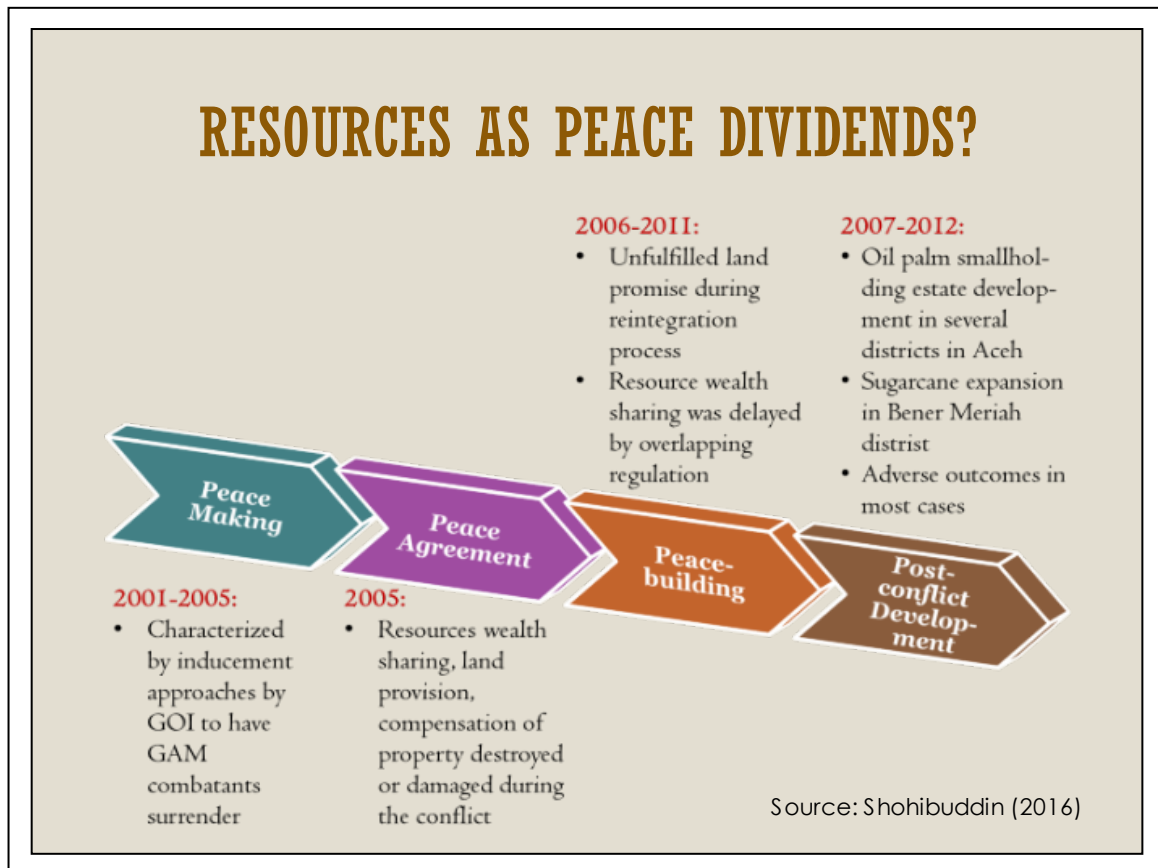 RESOURCES AS PEACE DIVIDENDS?
Peace
Making
2001-2005:
• Characterized
by inducement
approaches by
GOI to have
GAM
combatants
surrender
Peace
Agreement
2005:
• Resources wealth
sharing, land
provision,
compensation of
property destroyed
or damaged during
the conflict
2006-2011:
• Unfulfilled land
promise during
reintegration
process
• Resource wealth
sharing was delayed
by overlapping
regulation
Peace-
building
2007-2012:
• Oil palm smallhol-
ding estate develop-
ment in several
districts in Aceh
• Sugarcane expansion
in Bener Meriah
distrist
• Adverse outcomes in
most cases
Post-
conflict
Develop-
ment
Source: Shohibuddin (2016)